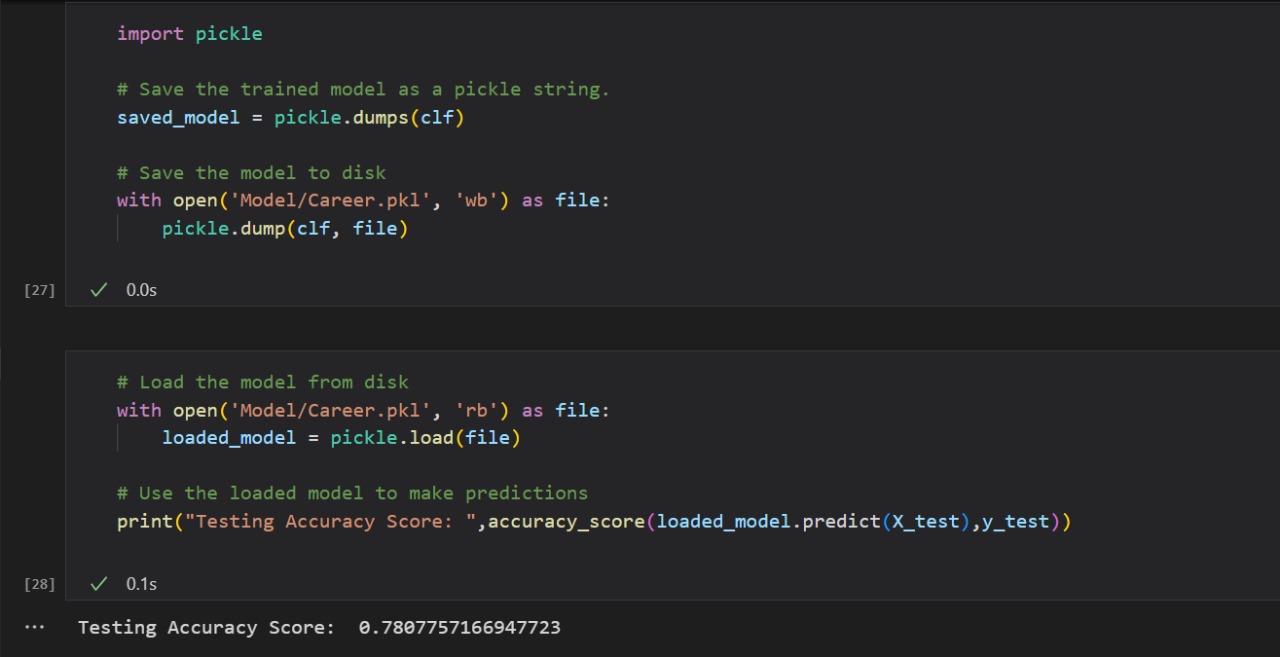 import pickle
# Save the trained model as a pickle string.
saved_model = pickle.dumps(clf)
# Save the model to disk
with open('Model/Career.pkl', 'wb') as file:
    pickle.dump(clf, file)
[27] ✓ 0.0s
# Load the model from disk
with open('Model/Career.pkl', 'rb') as file:
    loaded_model = pickle.load(file)
# Use the loaded model to make predictions
print("Testing Accuracy Score: ",accuracy_score(loaded_model.predict(X_test),y_test))
[28] ✓ 0.1s
... Testing Accuracy Score:  0.7807757166947723